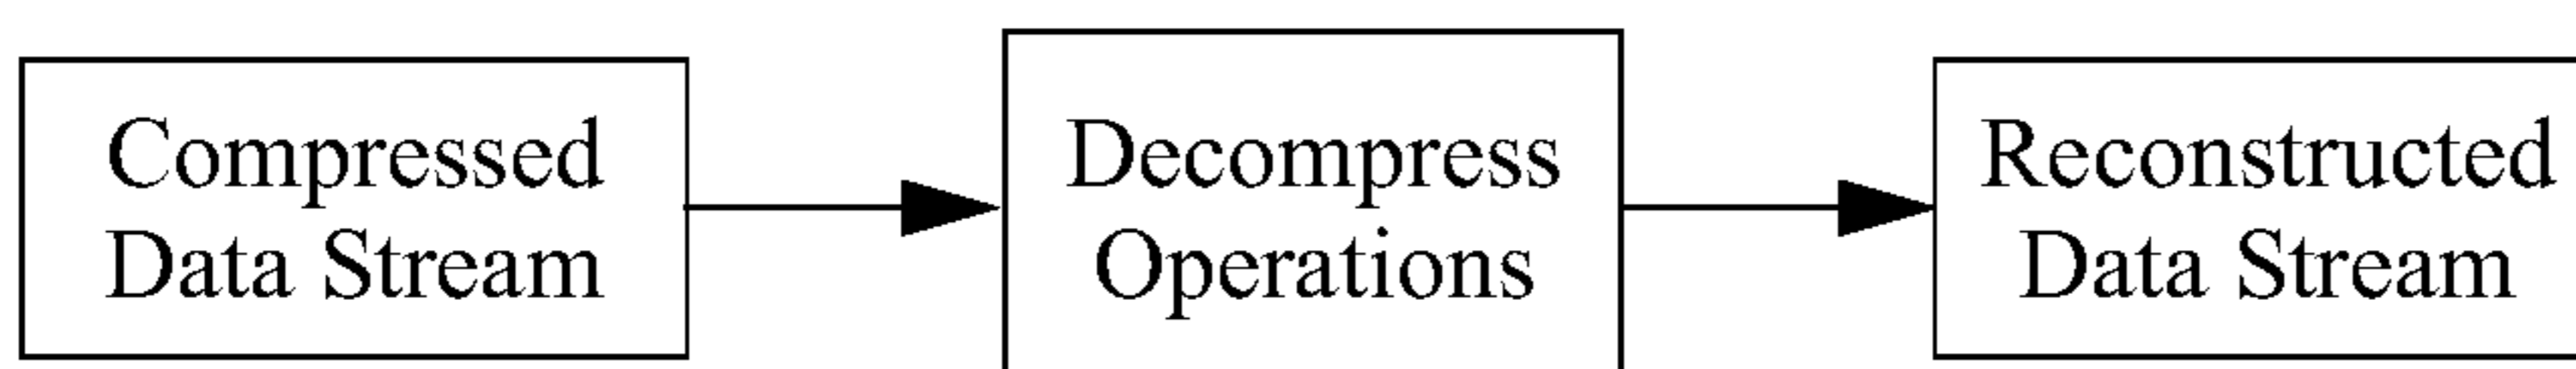 Compressed
Data Stream
Decompress
Operations
Reconstructed
Data Stream